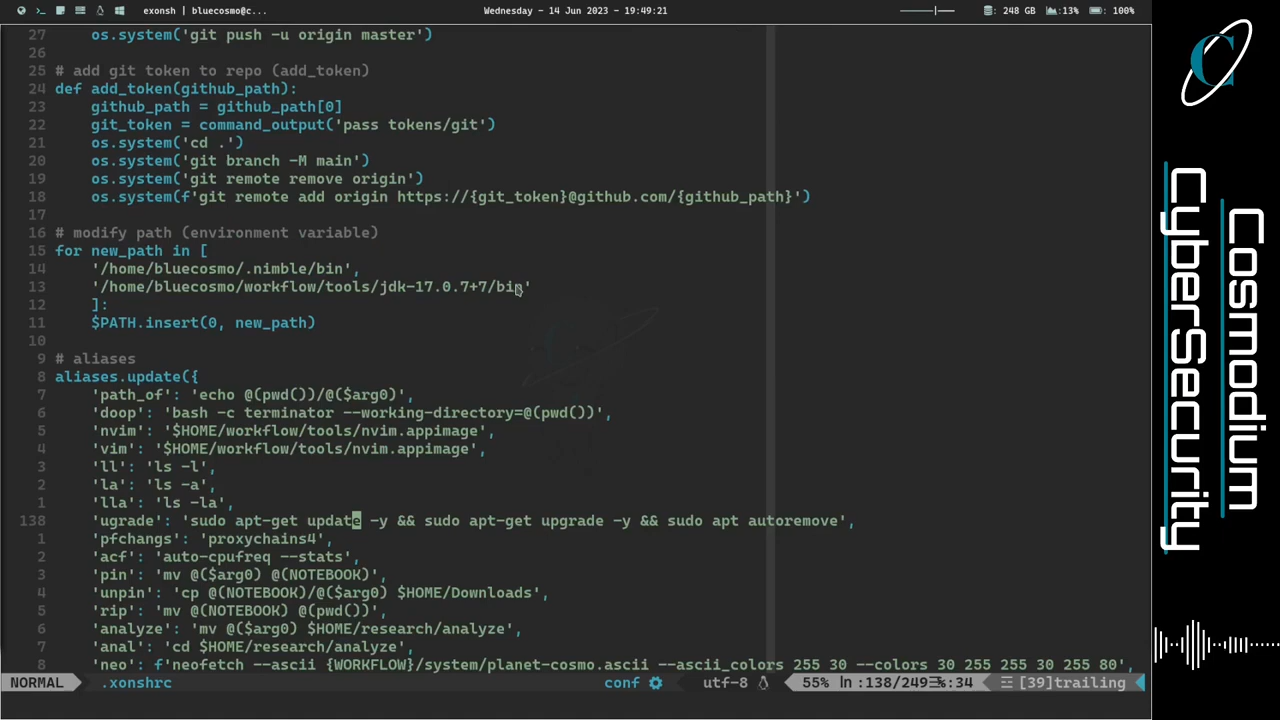 exonsh | bluecosmo@c...
Wednesday - 14 Jun 2023 - 19:49:21
248 GB
13%
100%
27 os.system('git push -u origin master')
26
25 # add git token to repo (add_token)
24 def add_token(github_path):
23 github_path = github_path[0]
22 git_token = command_output('pass tokens/git')
21 os.system('cd .')
20 os.system('git branch -M main')
19 os.system('git remote remove origin')
18 os.system(f'git remote add origin https://{git_token}@github.com/{github_path}')
17
16 # modify path (environment variable)
15 for new_path in [
14 '/home/bluecosmo/.nimble/bin',
13 '/home/bluecosmo/workflow/tools/jdk-17.0.7+7/bin'
12 ]:
11 $PATH.insert(0, new_path)
10
9 # aliases
8 aliases.update({
7 'path_of': 'echo @(pwd())/@($arg0)',
6 'doop': 'bash -c terminator --working-directory=@(pwd())',
5 'nvim': '$HOME/workflow/tools/nvim.appimage',
4 'vim': '$HOME/workflow/tools/nvim.appimage',
3 'll': 'ls -l',
2 'la': 'ls -a',
1 'lla': 'ls -la',
138 'ugrade': 'sudo apt-get update -y && sudo apt-get upgrade -y && sudo apt autoremove',
1 'pfchangs': 'proxychains4',
2 'acf': 'auto-cpufreq --stats',
3 'pin': 'mv @($arg0) @(NOTEBOOK)',
4 'unpin': 'cp @(NOTEBOOK)/@($arg0) $HOME/Downloads',
5 'rip': 'mv @(NOTEBOOK) @(pwd())',
6 'analyze': 'mv @($arg0) $HOME/research/analyze',
7 'anal': 'cd $HOME/research/analyze',
8 'neo': f'neofetch --ascii {WORKFLOW}/system/planet-cosmo.ascii --ascii_colors 255 30 --colors 30 255 255 30 255 80',
NORMAL .xonshrc conf utf-8 55% ln :138/249☰%:34 ☲ [39]trailing
C
Cosmodium
CyberSecurity